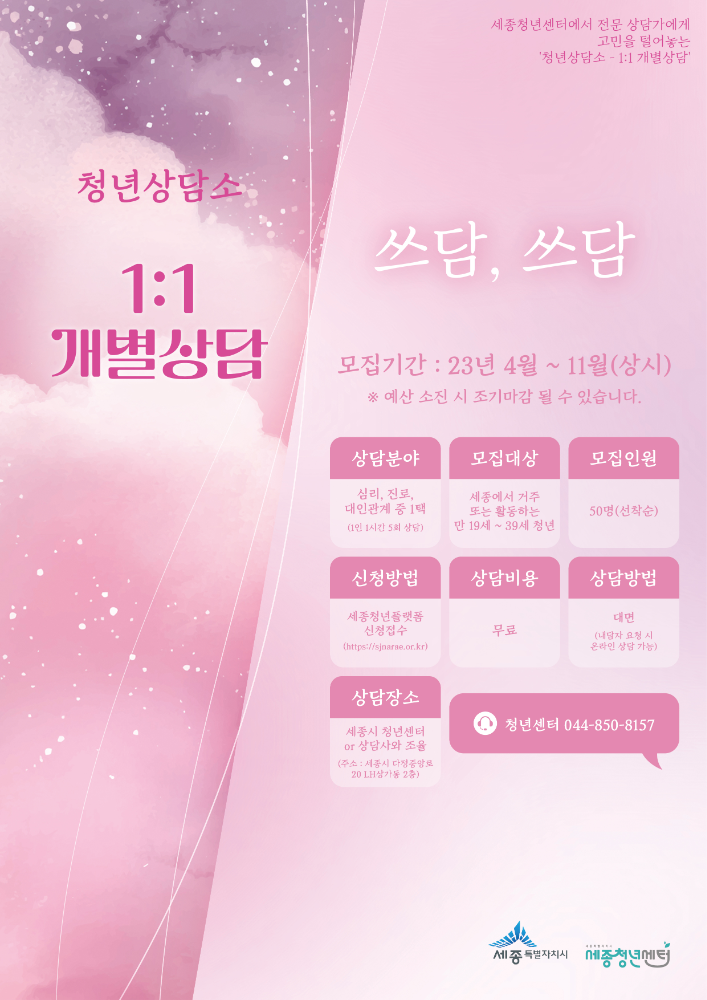 세종청년센터에서 전문 상담가에게
고민을 털어놓는
'청년상담소 - 1:1 개별상담'
청년상담소
1:1
개별상담
쓰담, 쓰담
모집기간 : 23년 4월 ~ 11월(상시)
※ 예산 소진 시 조기마감 될 수 있습니다.
상담분야
심리, 진로,
대인관계 중 1택
(1인 1시간 5회 상담)
모집대상
세종에서 거주
또는 활동하는
만 19세 ~ 39세 청년
모집인원
50명(선착순)
신청방법
세종청년플랫폼
신청접수
(https://sjnarae.or.kr)
상담비용
무료
상담방법
대면
(내담자 요청 시
온라인 상담 가능)
상담장소
세종시 청년센터
or 상담사와 조율
(주소 : 세종시 다정중앙로
20 LH상가동 2층)
청년센터 044-850-8157
세종특별자치시
세종청년센터